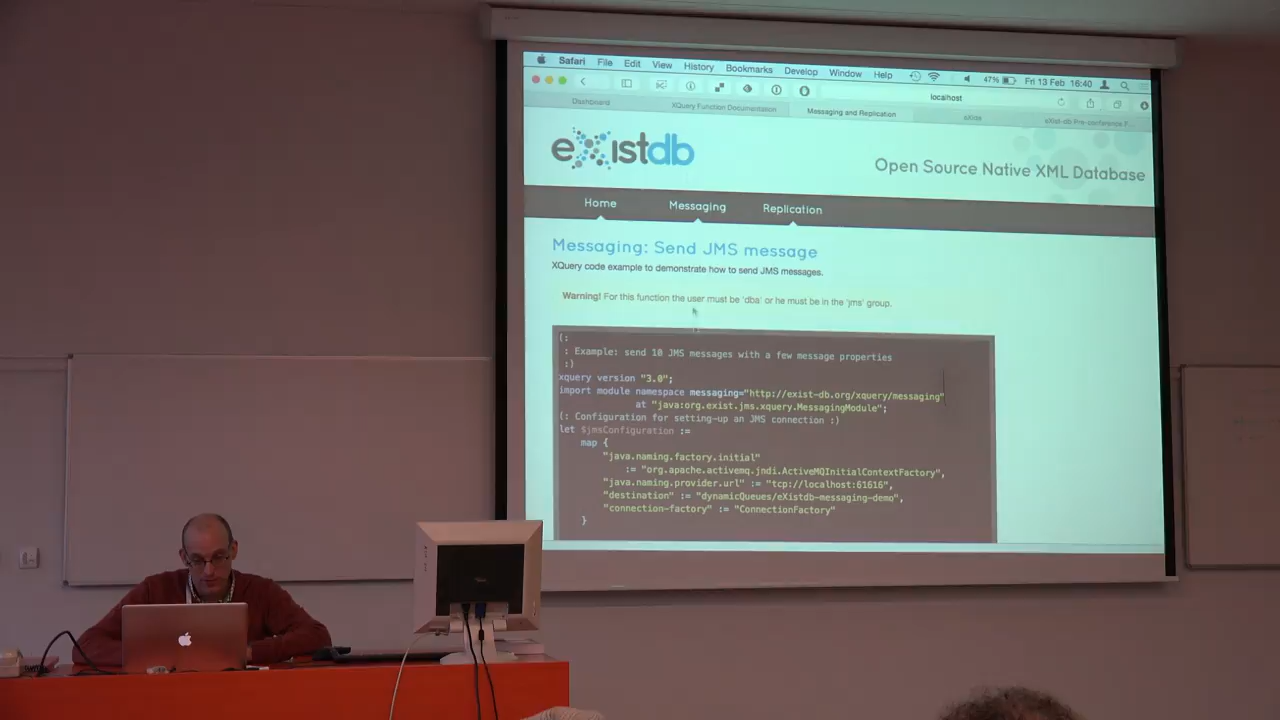 Safari File Edit View History Bookmarks Develop Window Help 47% Fri 13 Feb 16:40
localhost
Dashboard XQuery Function Documentation Messaging and Replication eXide eXist-db Pre-conference P...
eXistdb
Open Source Native XML Database
Home Messaging Replication
Messaging: Send JMS message
XQuery code example to demonstrate how to send JMS messages.
Warning! For this function the user must be 'dba' or he must be in the 'jms' group.
(:
: Example: send 10 JMS messages with a few message properties
:)
xquery version "3.0";
import module namespace messaging="http://exist-db.org/xquery/messaging"
at "java:org.exist.jms.xquery.MessagingModule";
(: Configuration for setting-up an JMS connection :)
let $jmsConfiguration :=
map {
"java.naming.factory.initial"
:= "org.apache.activemq.jndi.ActiveMQInitialContextFactory",
"java.naming.provider.url" := "tcp://localhost:61616",
"destination" := "dynamicQueues/eXistdb-messaging-demo",
"connection-factory" := "ConnectionFactory"
}